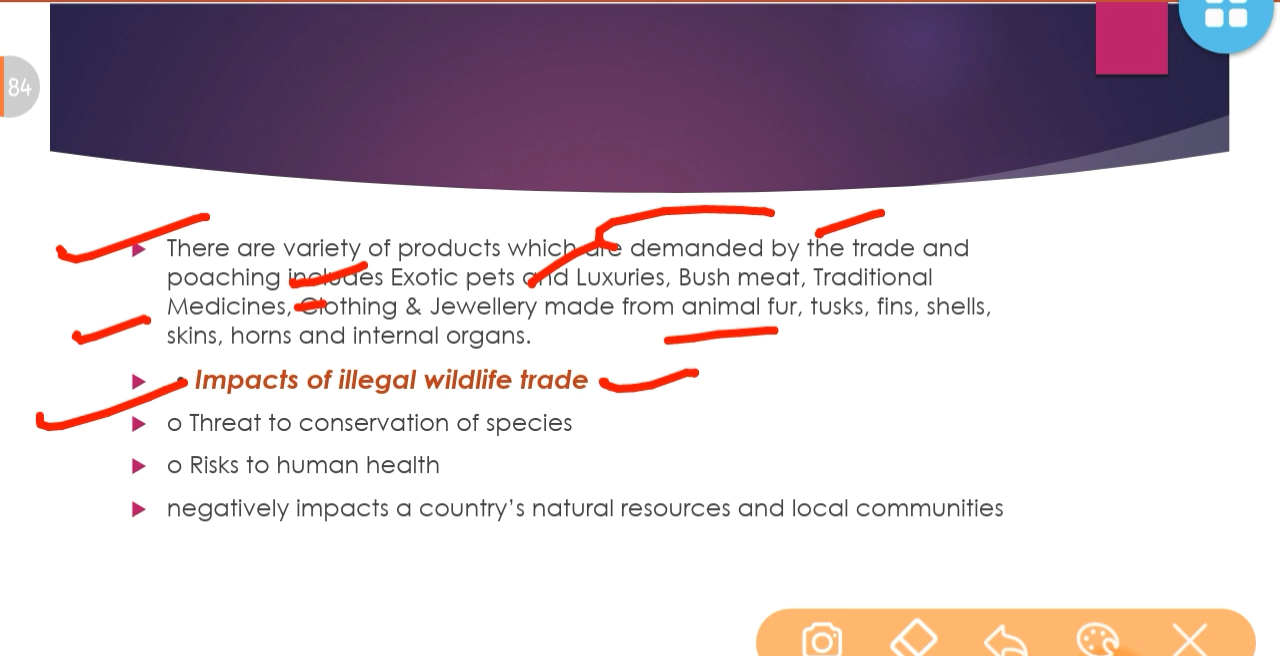 84
There are variety of products which are demanded by the trade and
poaching includes Exotic pets and Luxuries, Bush meat, Traditional
Medicines, Clothing & Jewellery made from animal fur, tusks, fins, shells,
skins, horns and internal organs.
• Impacts of illegal wildlife trade
o Threat to conservation of species
o Risks to human health
negatively impacts a country’s natural resources and local communities